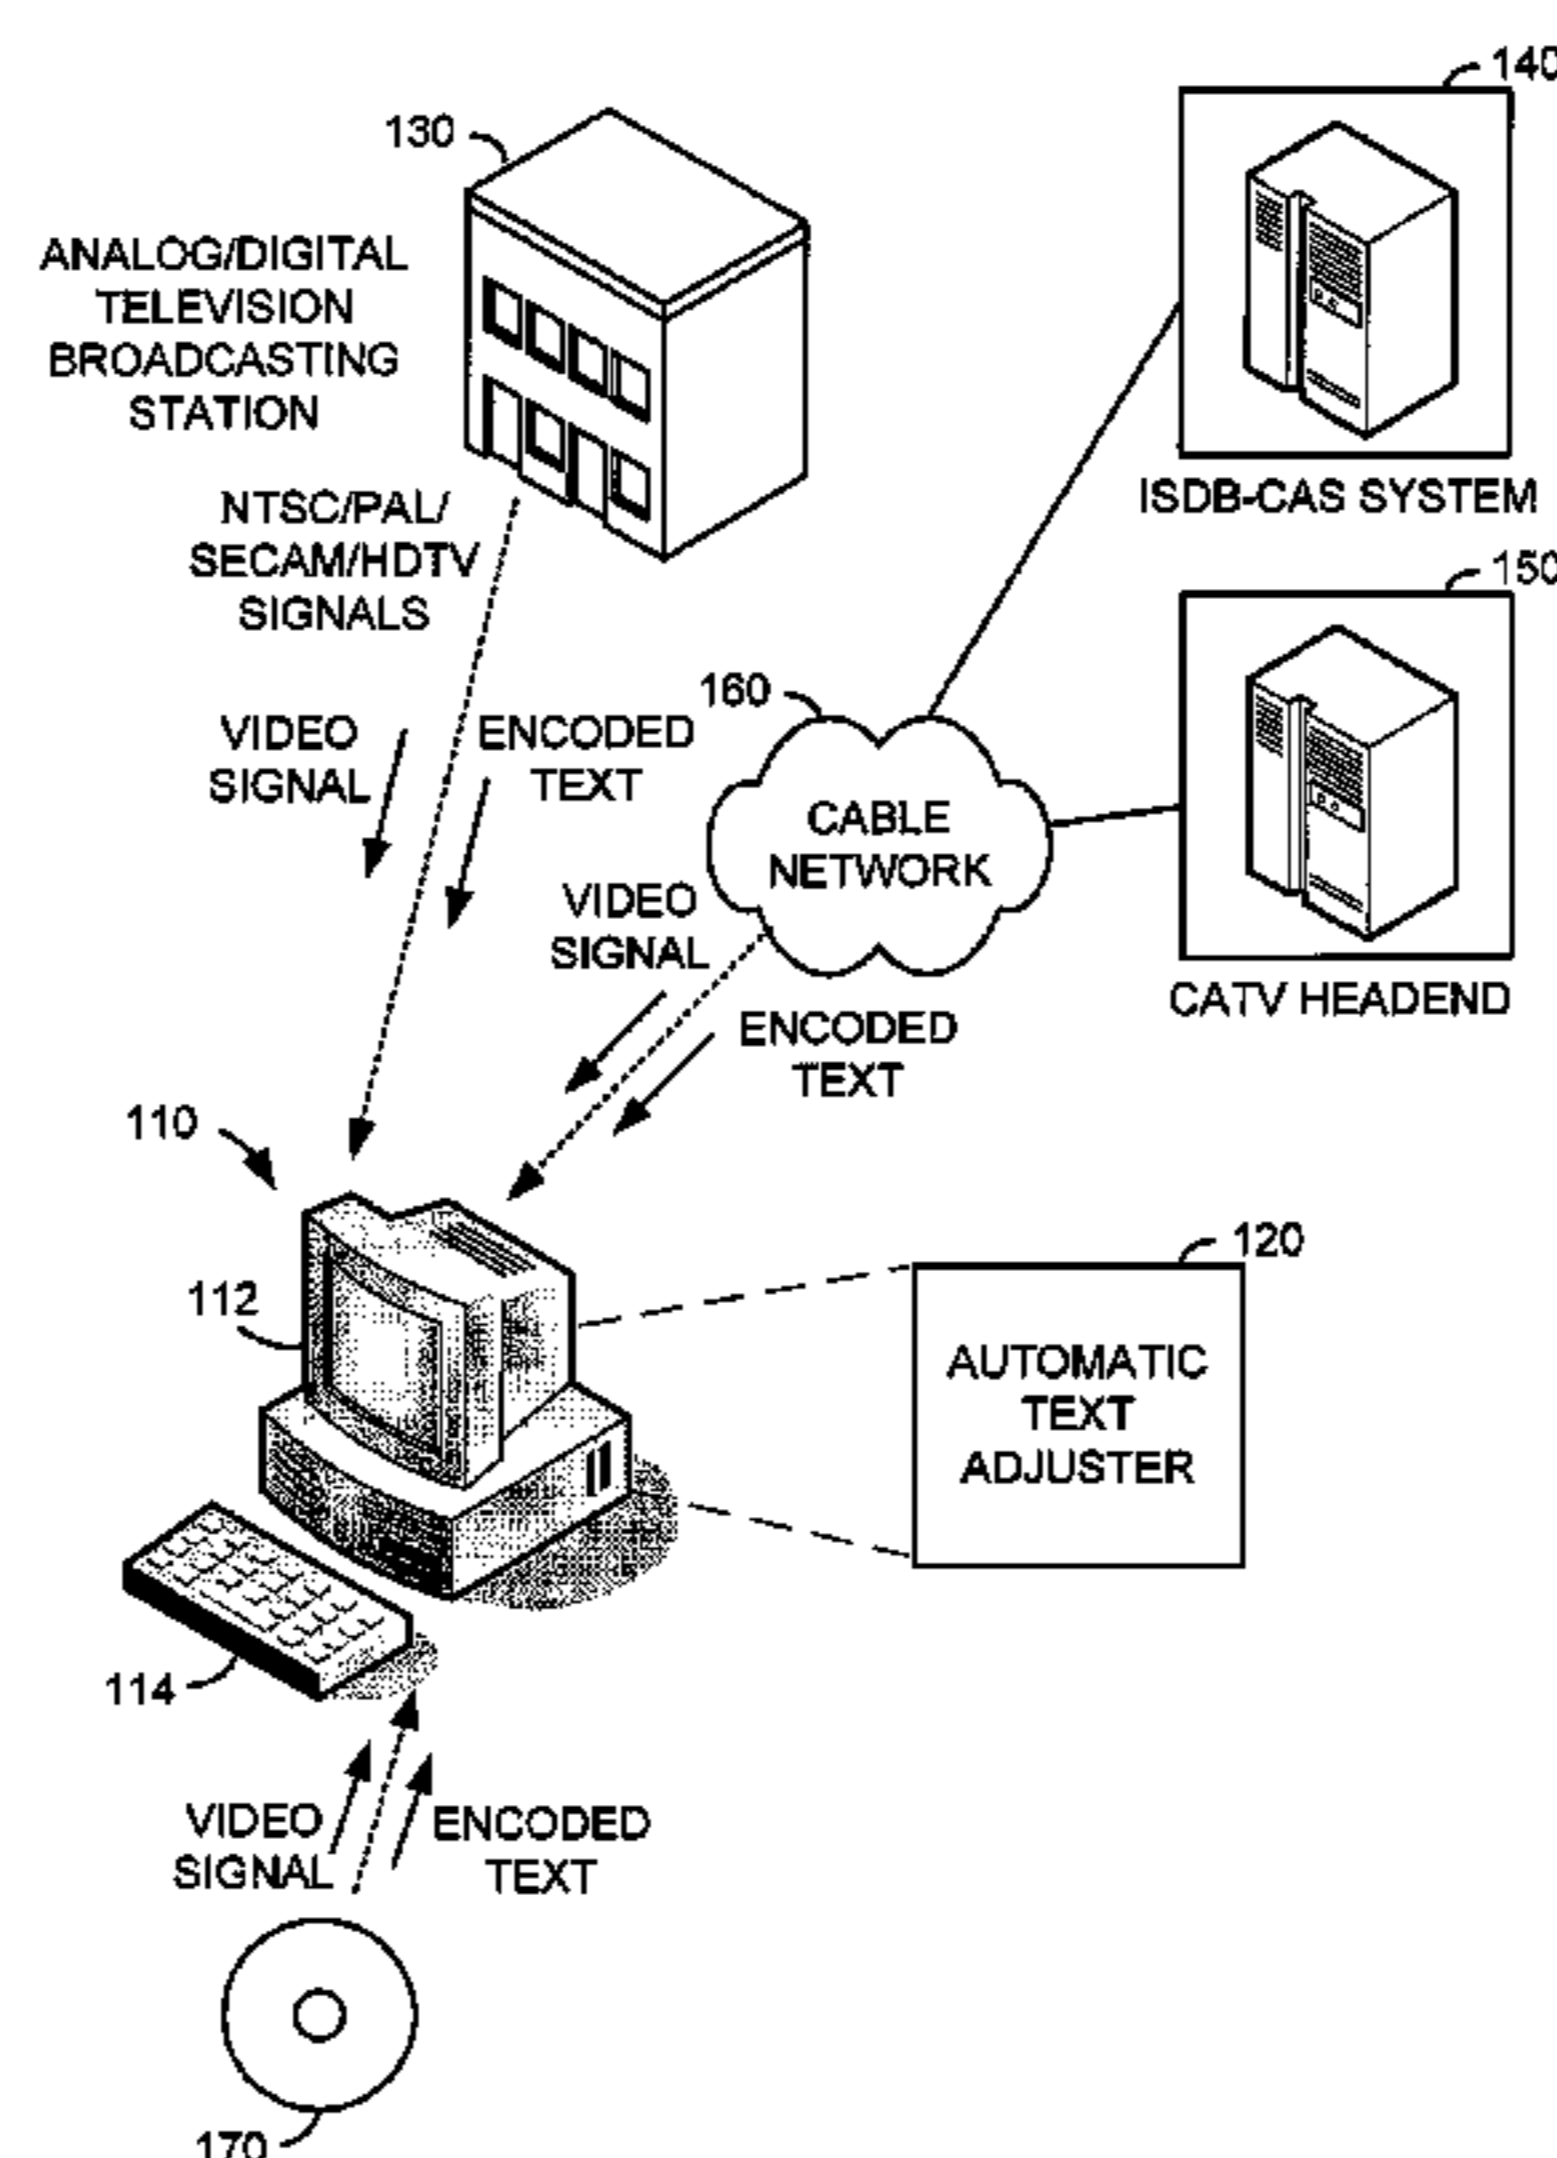 140
130
ANALOG/DIGITAL
TELEVISION
BROADCASTING
STATION
ISDB-CAS SYSTEM
NTSC/PAL/
SECAM/HDTV
SIGNALS
150
160
VIDEO
SIGNAL
ENCODED
TEXT
CABLE
NETWORK
VIDEO
SIGNAL
CATV HEADEND
ENCODED
TEXT
110
120
112
AUTOMATIC
TEXT
ADJUSTER
114
VIDEO
SIGNAL
ENCODED
TEXT
170